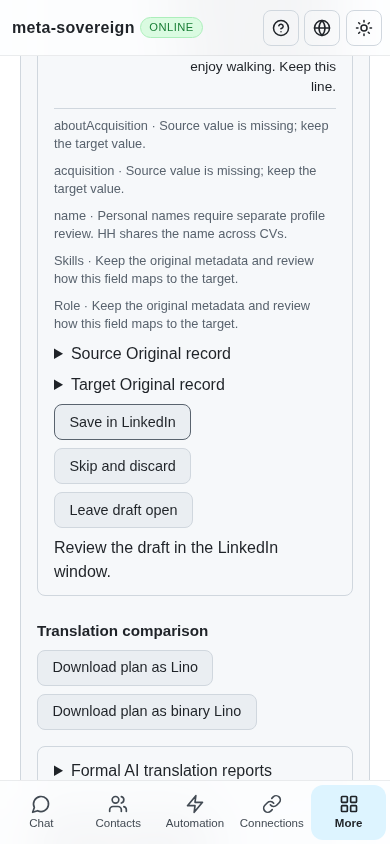 meta-sovereign ONLINE
enjoy walking. Keep this
line.
aboutAcquisition · Source value is missing; keep
the target value.
acquisition · Source value is missing; keep the
target value.
name · Personal names require separate profile
review. HH shares the name across CVs.
Skills · Keep the original metadata and review
how this field maps to the target.
Role · Keep the original metadata and review
how this field maps to the target.
Source Original record
Target Original record
Save in LinkedIn
Skip and discard
Leave draft open
Review the draft in the LinkedIn
window.
Translation comparison
Download plan as Lino
Download plan as binary Lino
Formal AI translation reports
Chat Contacts Automation Connections More